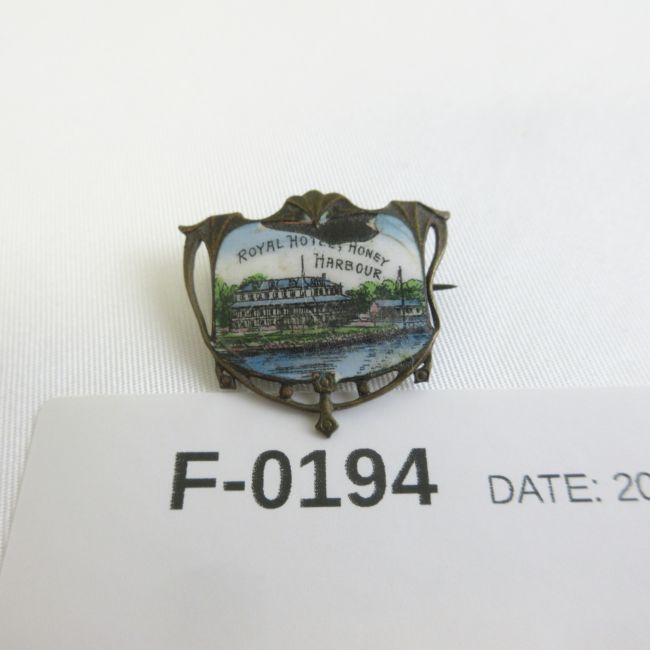 ROYAL HOTEL, HONEY
HARBOUR
F-0194 DATE: 20